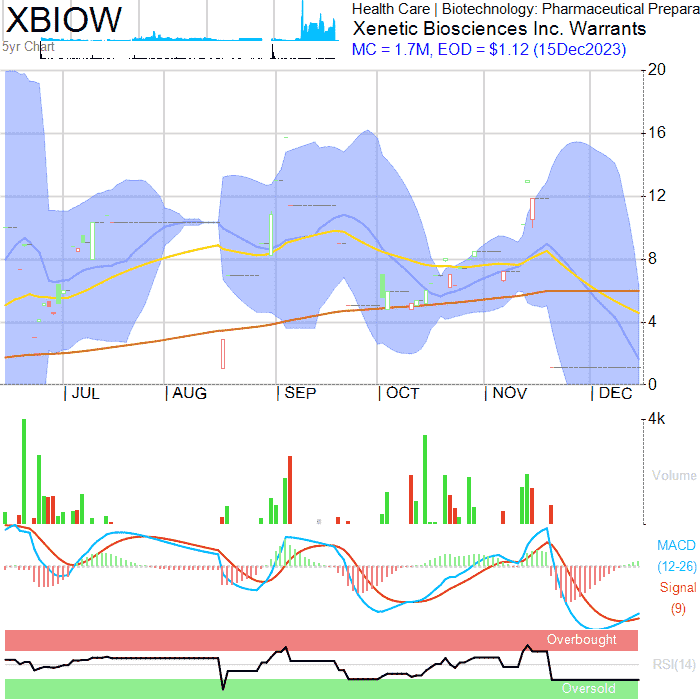 XBIOW
Health Care | Biotechnology: Pharmaceutical Prepara
Xenetic Biosciences Inc. Warrants
5yr Chart
MC = 1.7M, EOD = $1.12 (15Dec2023)
20
16
12
8
4
0
JUL AUG SEP OCT NOV DEC
4k
Volume
MACD
(12-26)
Signal
(9)
Overbought
RSI(14)
Oversold